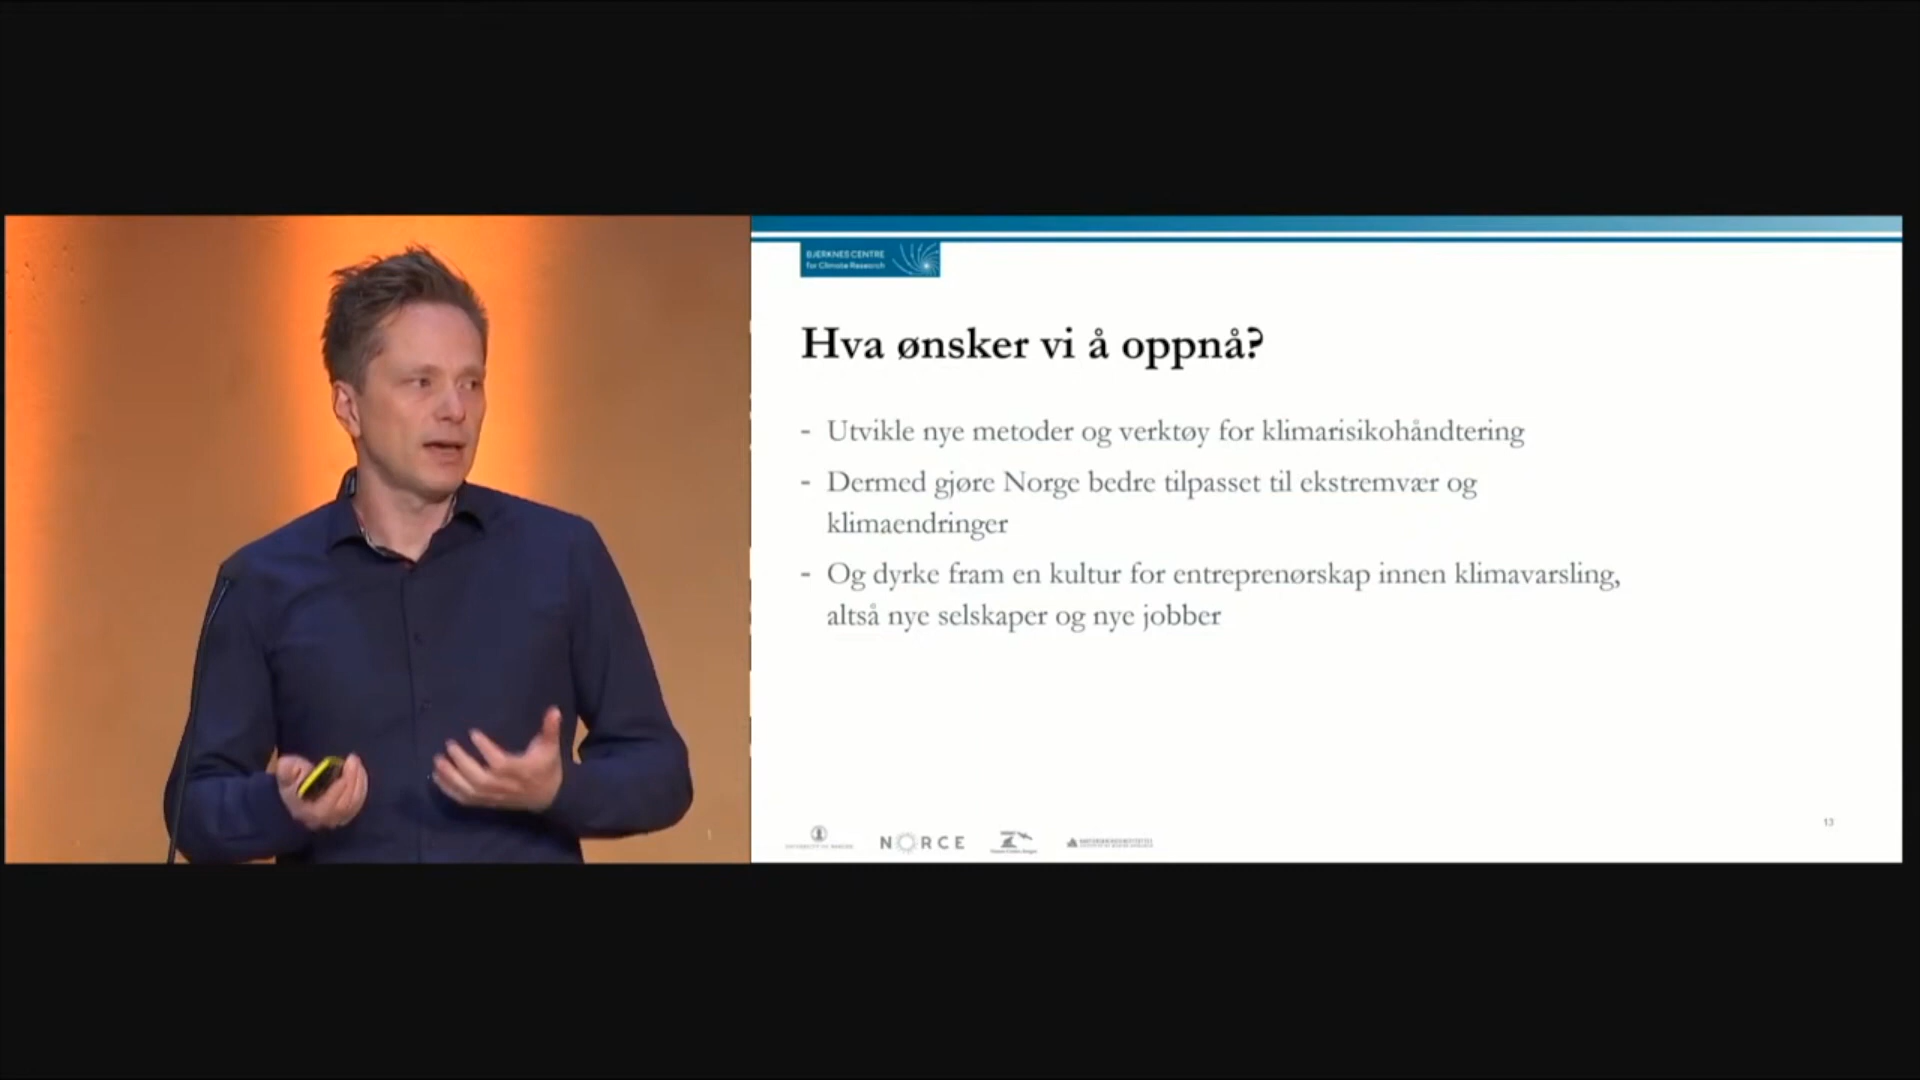 BJERKNES CENTRE
for Climate Research
Hva ønsker vi å oppnå?
- Utvikle nye metoder og verktøy for klimarisikohåndtering
- Dermed gjøre Norge bedre tilpasset til ekstremvær og
klimaendringer
- Og dyrke fram en kultur for entreprenørskap innen klimavarsling,
altså nye selskaper og nye jobber
13
NORCE